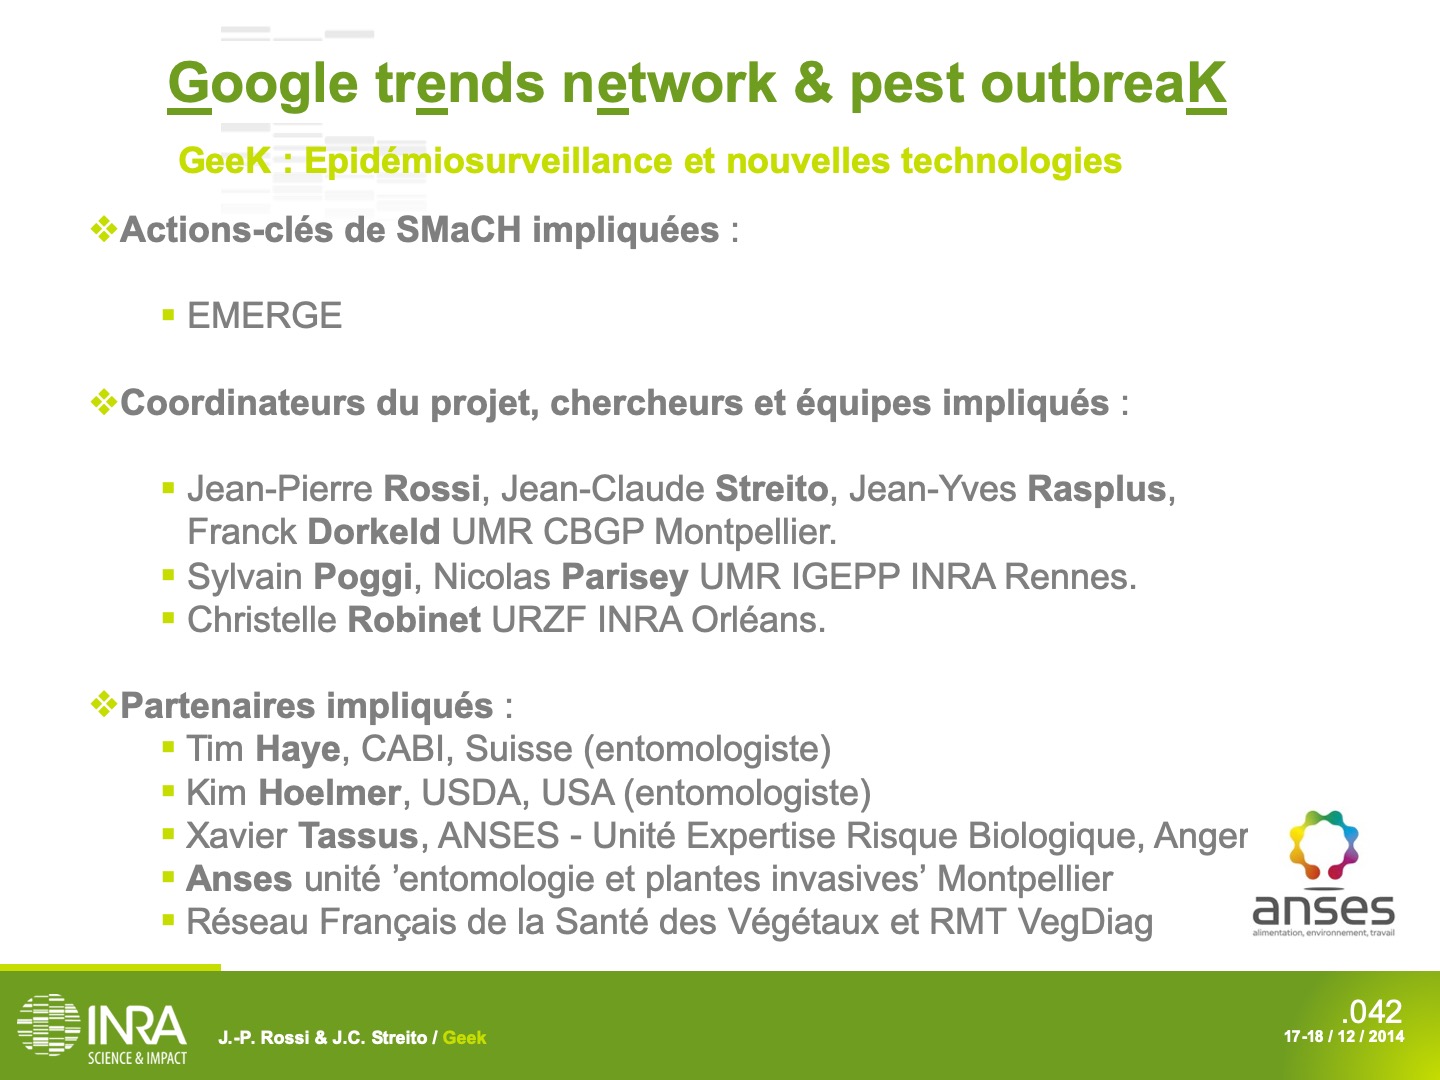 Google trends network & pest outbreaK
GeeK : Epidémiosurveillance et nouvelles technologies
❖Actions-clés de SMaCH impliquées :
▪ EMERGE
❖Coordinateurs du projet, chercheurs et équipes impliqués :
▪ Jean-Pierre Rossi, Jean-Claude Streito, Jean-Yves Rasplus,
Franck Dorkeld UMR CBGP Montpellier.
▪ Sylvain Poggi, Nicolas Parisey UMR IGEPP INRA Rennes.
▪ Christelle Robinet URZF INRA Orléans.
❖Partenaires impliqués :
▪ Tim Haye, CABI, Suisse (entomologiste)
▪ Kim Hoelmer, USDA, USA (entomologiste)
▪ Xavier Tassus, ANSES - Unité Expertise Risque Biologique, Anger
▪ Anses unité ’entomologie et plantes invasives’ Montpellier
▪ Réseau Français de la Santé des Végétaux et RMT VegDiag
anses
alimentation, environnement, travail
INRA
SCIENCE & IMPACT
J.-P. Rossi & J.C. Streito / Geek
.042
17-18 / 12 / 2014